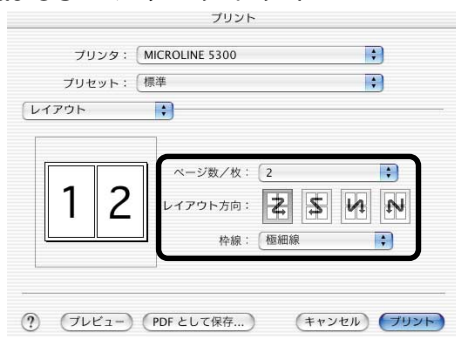 プリント
プリンタ： MICROLINE 5300
プリセット： 標準
レイアウト
ページ数／枚： 2
1 2
レイアウト方向：
枠線： 極細線
? プレビュー PDF として保存... キャンセル プリント